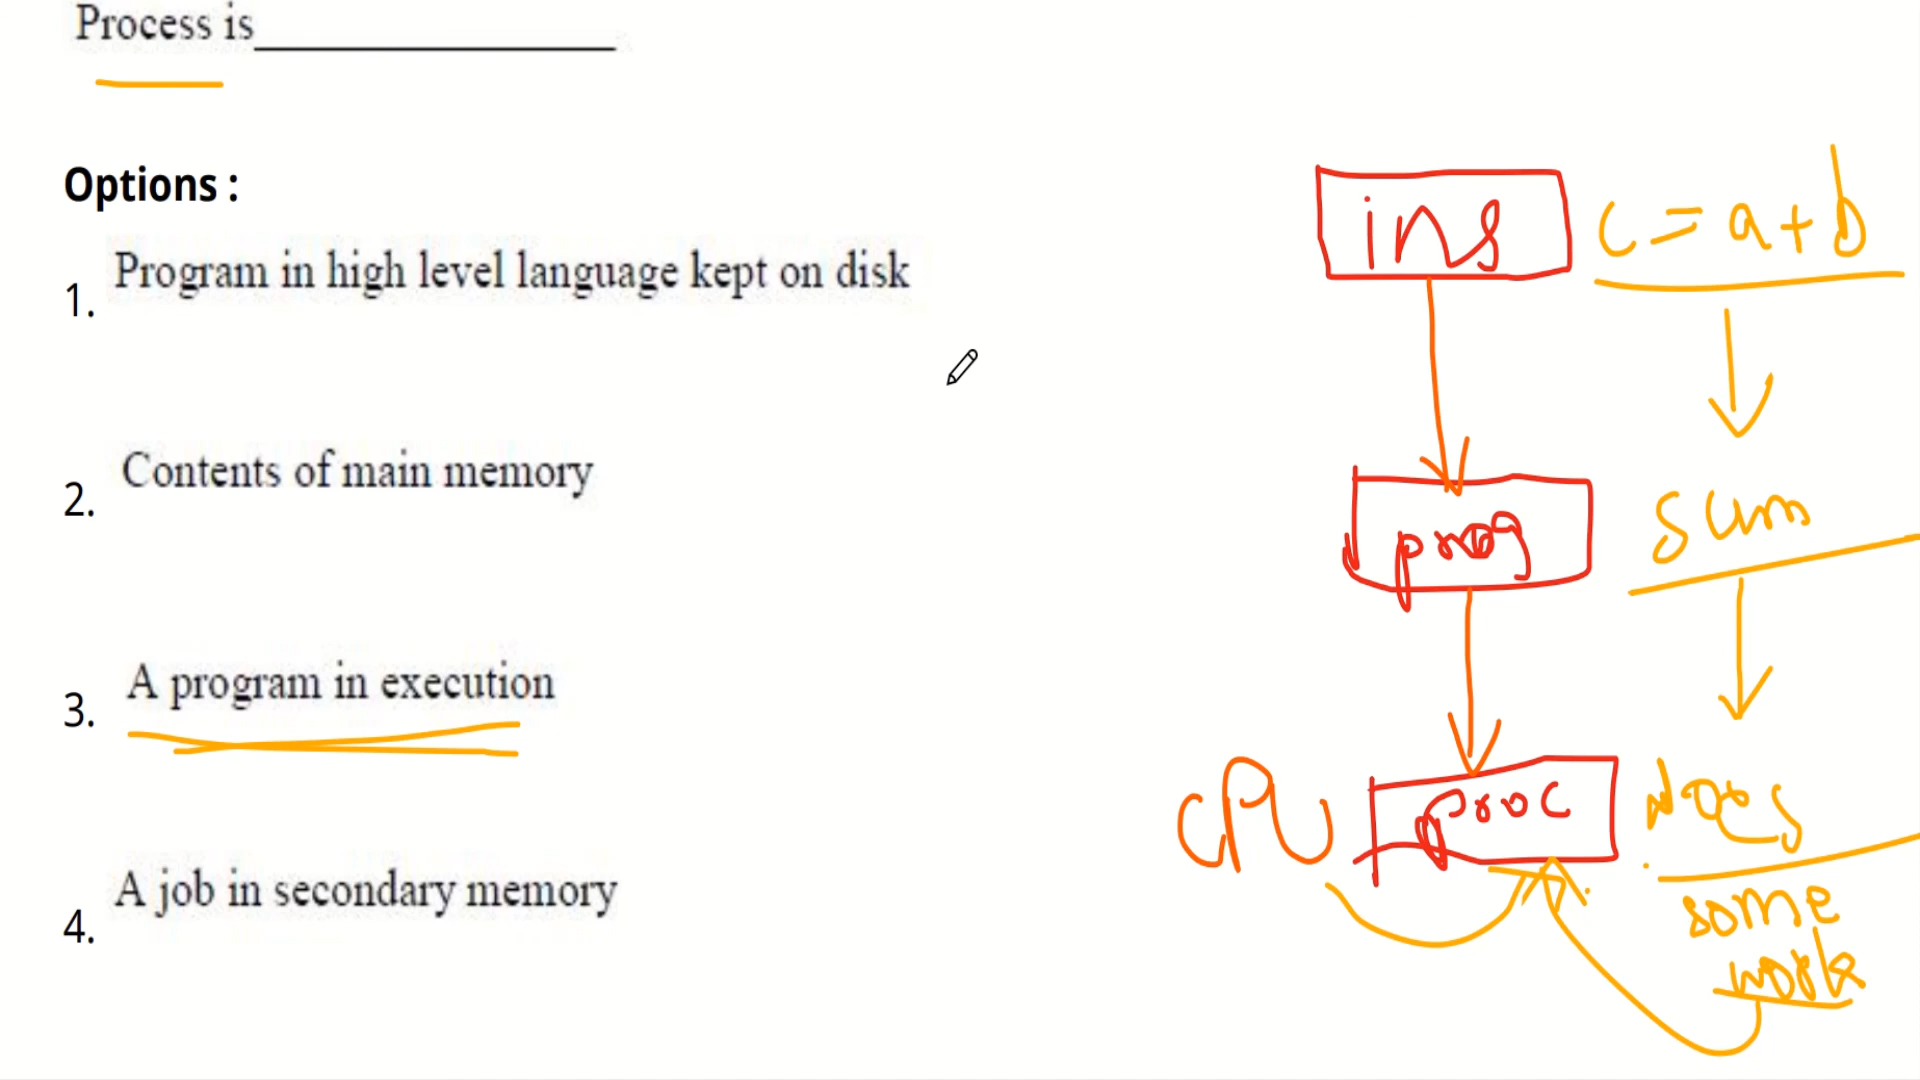 Process is
Options :
1. Program in high level language kept on disk
2. Contents of main memory
3. A program in execution
4. A job in secondary memory
ins
c = a + b
prog
sum
CPU
proc
does
some
work